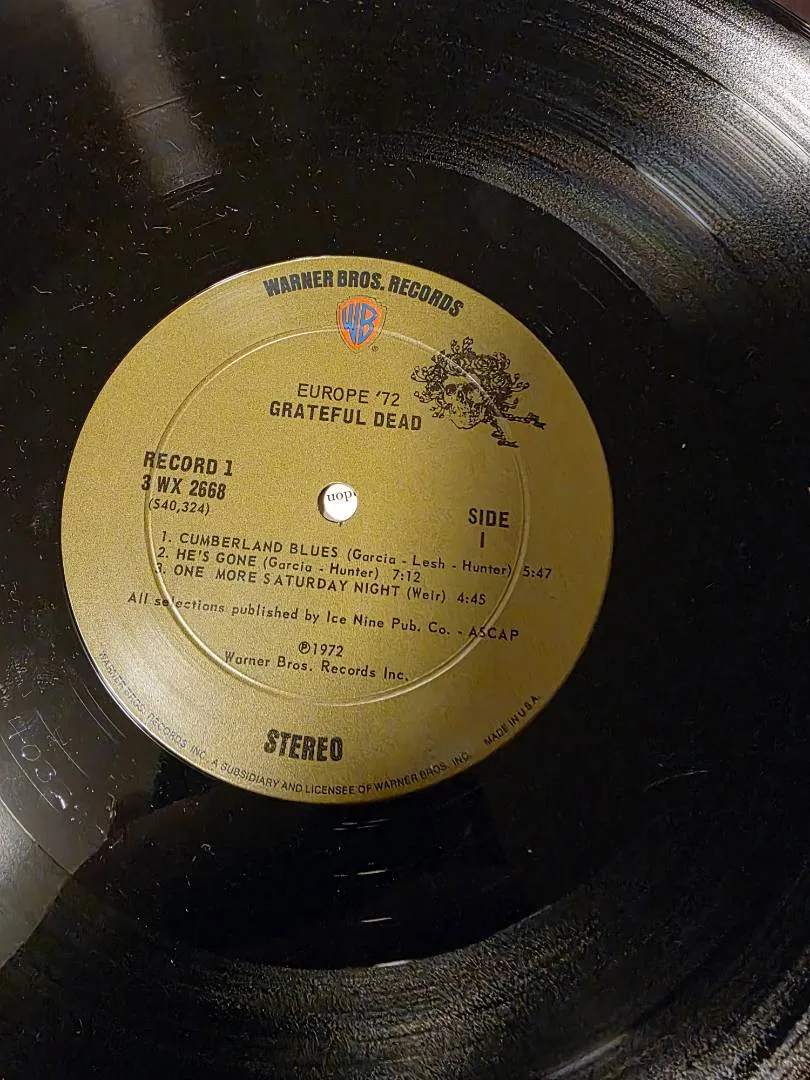 WARNER BROS. RECORDS
WB
®
EUROPE '72
GRATEFUL DEAD
RECORD 1
3 WX 2668
(S40,324)
SIDE
1
1. CUMBERLAND BLUES (Garcia - Lesh - Hunter) 5:47
2. HE'S GONE (Garcia - Hunter) 7:12
3. ONE MORE SATURDAY NIGHT (Weir) 4:45
All selections published by Ice Nine Pub. Co. - ASCAP
℗1972
Warner Bros. Records Inc.
STEREO
WARNER BROS. RECORDS INC. A SUBSIDIARY AND LICENSEE OF WARNER BROS. INC. MADE IN U.S.A.